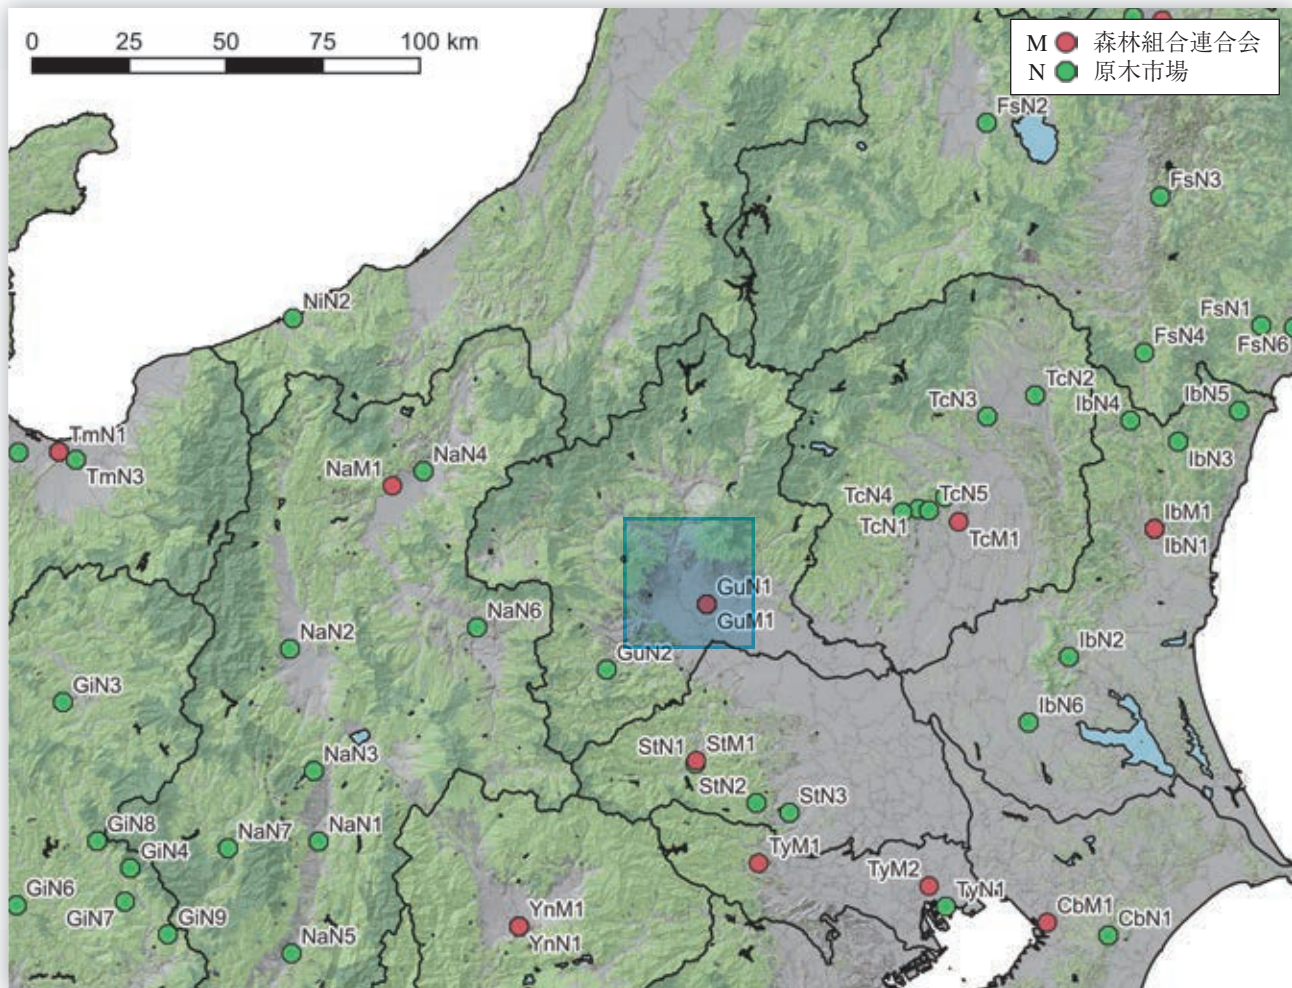 0 25 50 75 100 km
M 森林組合連合会
N 原木市場
FsN2
FsN3
NiN2
FsN1
FsN6
FsN4
TcN2
TcN3
IbN4
IbN5
IbN3
TmN1
TmN3
NaM1
NaN4
TcN4
TcN5
TcN1
TcM1
IbM1
IbN1
GuN1
GuM1
NaN6
NaN2
GuN2
IbN2
GiN3
IbN6
StN1
StM1
NaN3
StN2
StN3
GiN8
NaN7
NaN1
GiN4
TyM1
TyM2
TyN1
GiN6
GiN7
GiN9
YnM1
YnN1
CbM1
CbN1
NaN5